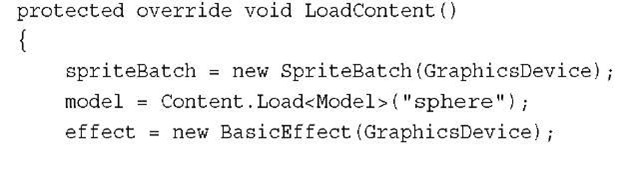 protected override void LoadContent()
{
    spriteBatch = new SpriteBatch(GraphicsDevice);
    model = Content.Load<Model>("sphere");
    effect = new BasicEffect(GraphicsDevice);